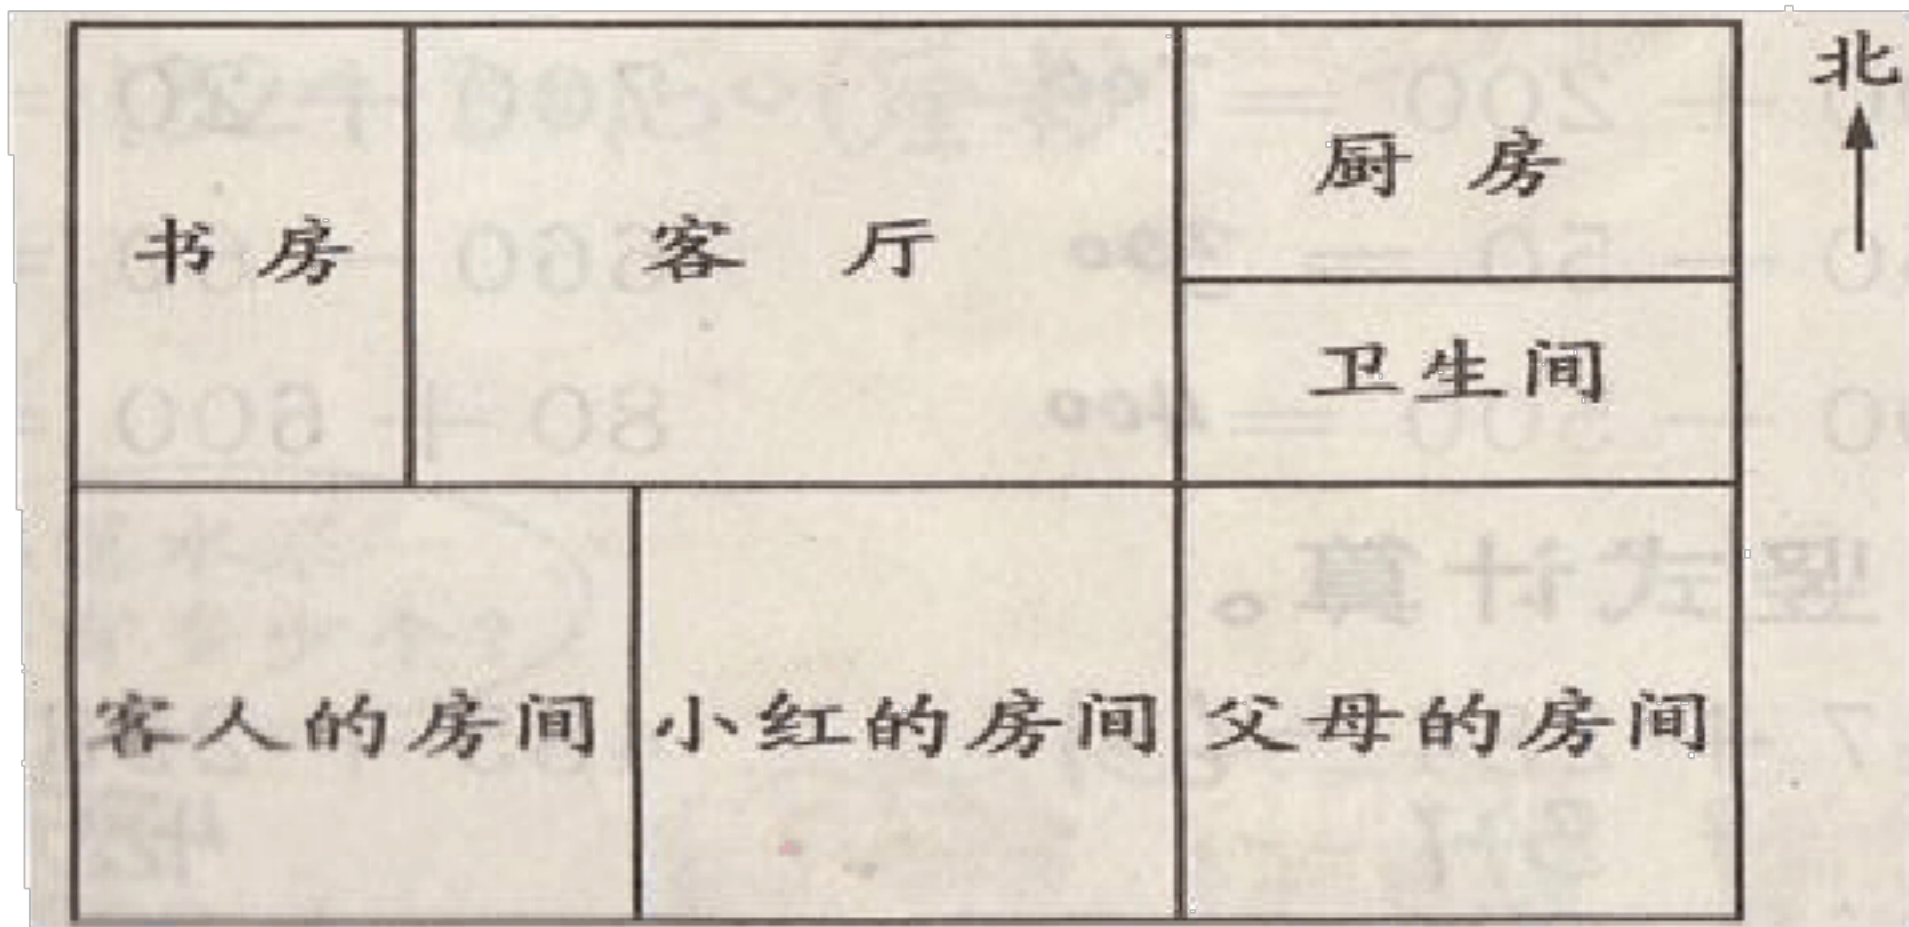 北
厨房
书房
客厅
卫生间
客人的房间
小红的房间
父母的房间